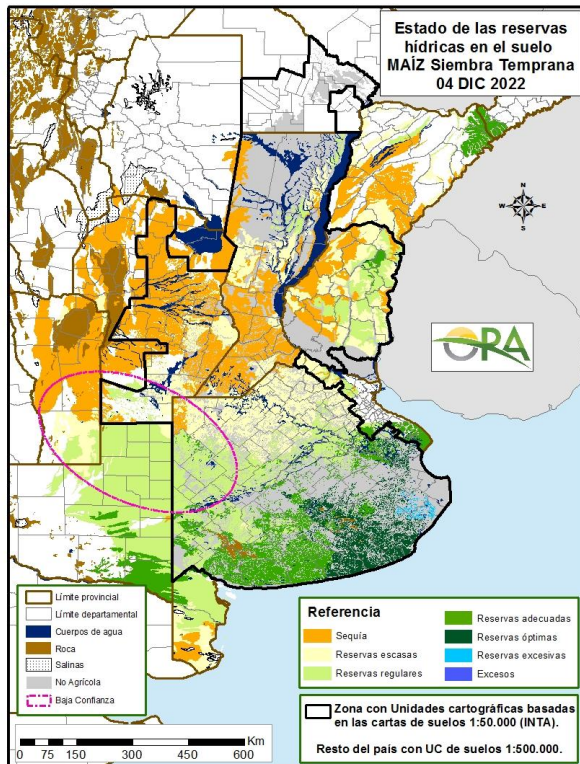 Estado de las reservas
hídricas en el suelo
MAÍZ Siembra Temprana
04 DIC 2022
N
W
E
S
ORA
Límite provincial
Límite departamental
Cuerpos de agua
Roca
Salinas
No Agrícola
Baja Confianza
Referencia
Sequía
Reservas escasas
Reservas regulares
Reservas adecuadas
Reservas óptimas
Reservas excesivas
Excesos
Zona con Unidades cartográficas basadas
en las cartas de suelos 1:50.000 (INTA).
Resto del país con UC de suelos 1:500.000.
Km
0 75 150 300 450 600